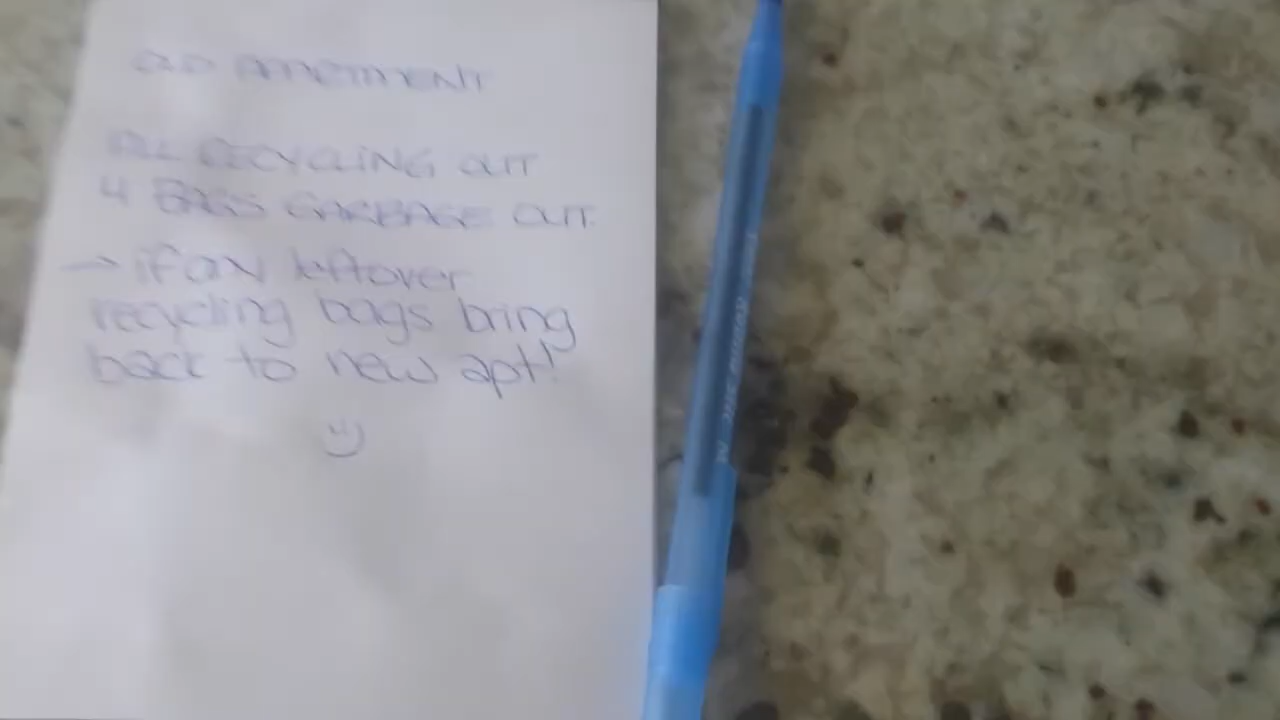 OLD APARTMENT
ALL RECYCLING OUT
4 BAGS GARBAGE OUT.
→ if any leftover
recycling bags bring
back to new apt!
:)